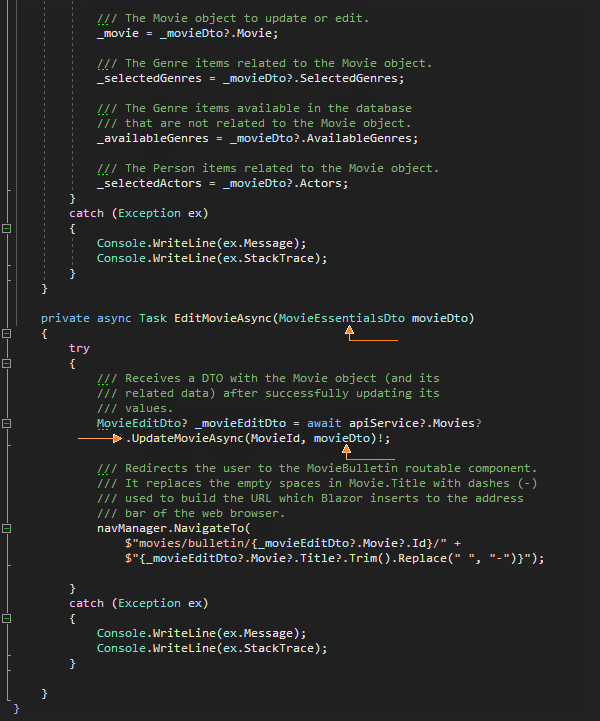 /// The Movie object to update or edit.
_movie = _movieDto?.Movie;
/// The Genre items related to the Movie object.
_selectedGenres = _movieDto?.SelectedGenres;
/// The Genre items available in the database
/// that are not related to the Movie object.
_availableGenres = _movieDto?.AvailableGenres;
/// The Person items related to the Movie object.
_selectedActors = _movieDto?.Actors;
}
catch (Exception ex)
{
Console.WriteLine(ex.Message);
Console.WriteLine(ex.StackTrace);
}
}
private async Task EditMovieAsync(MovieEssentialsDto movieDto)
{
try
{
/// Receives a DTO with the Movie object (and its
/// related data) after successfully updating its
/// values.
MovieEditDto? _movieEditDto = await apiService?.Movies?
.UpdateMovieAsync(MovieId, movieDto)!;
/// Redirects the user to the MovieBulletin routable component.
/// It replaces the empty spaces in Movie.Title with dashes (-)
/// used to build the URL which Blazor inserts to the address
/// bar of the web browser.
navManager.NavigateTo(
$"movies/bulletin/{_movieEditDto?.Movie?.Id}/" +
$"{_movieEditDto?.Movie?.Title?.Trim().Replace(" ", "-")}");
}
catch (Exception ex)
{
Console.WriteLine(ex.Message);
Console.WriteLine(ex.StackTrace);
}
}
}